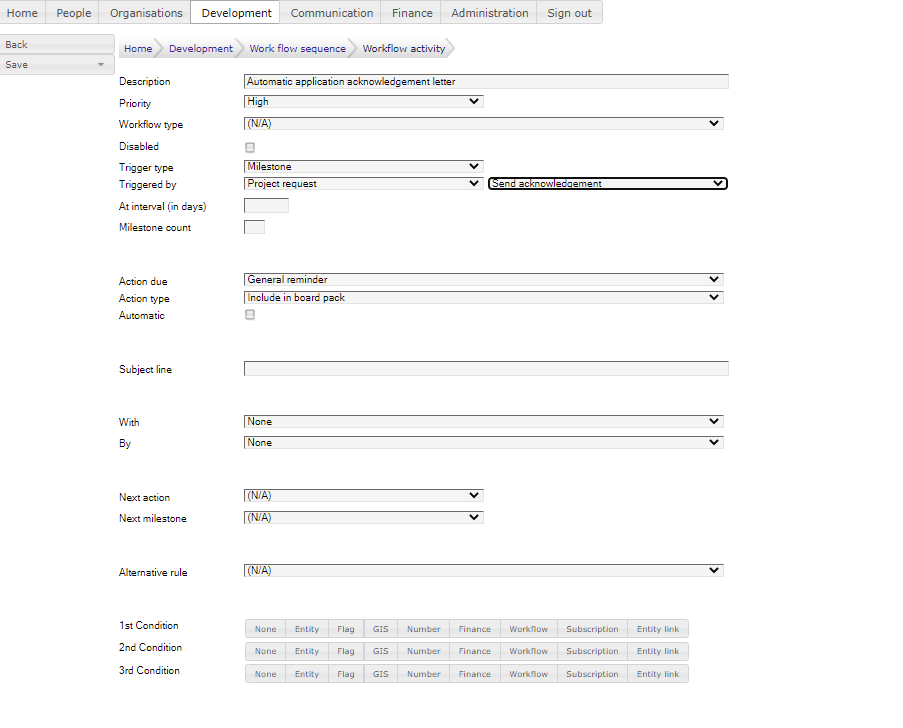 Home People Organisations Development Communication Finance Administration Sign out
Back
Save
Home Development Work flow sequence Workflow activity
Description Automatic application acknowledgement letter
Priority High
Workflow type (N/A)
Disabled
Trigger type Milestone
Triggered by Project request Send acknowledgement
At interval (in days)
Milestone count
Action due General reminder
Action type Include in board pack
Automatic
Subject line
With None
By None
Next action (N/A)
Next milestone (N/A)
Alternative rule (N/A)
1st Condition None Entity Flag GIS Number Finance Workflow Subscription Entity link
2nd Condition None Entity Flag GIS Number Finance Workflow Subscription Entity link
3rd Condition None Entity Flag GIS Number Finance Workflow Subscription Entity link